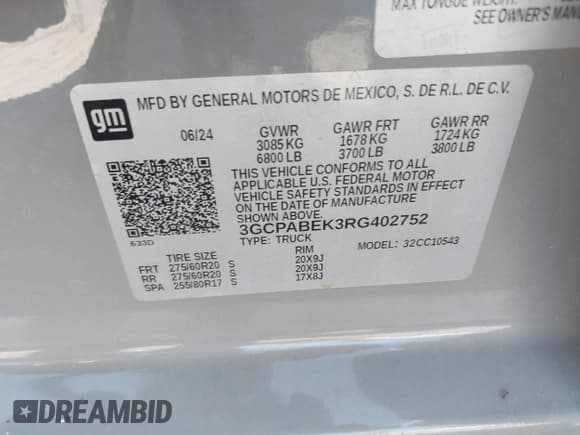 MAX TONGUE WEIGHT:
SEE OWNER'S MANU
gm
MFD BY GENERAL MOTORS DE MEXICO, S. DE R.L. DE C.V.
06/24 GVWR GAWR FRT GAWR RR
3085 KG 1678 KG 1724 KG
6800 LB 3700 LB 3800 LB
THIS VEHICLE CONFORMS TO ALL
APPLICABLE U.S. FEDERAL MOTOR
VEHICLE SAFETY STANDARDS IN EFFECT
ON THE DATE OF MANUFACTURE
SHOWN ABOVE.
3GCPABEK3RG402752
TYPE: TRUCK MODEL: 32CC10543
633D
TIRE SIZE RIM
FRT 275/60R20 S 20X9J
RR 275/60R20 S 20X9J
SPA 255/80R17 S 17X8J
DREAMBID